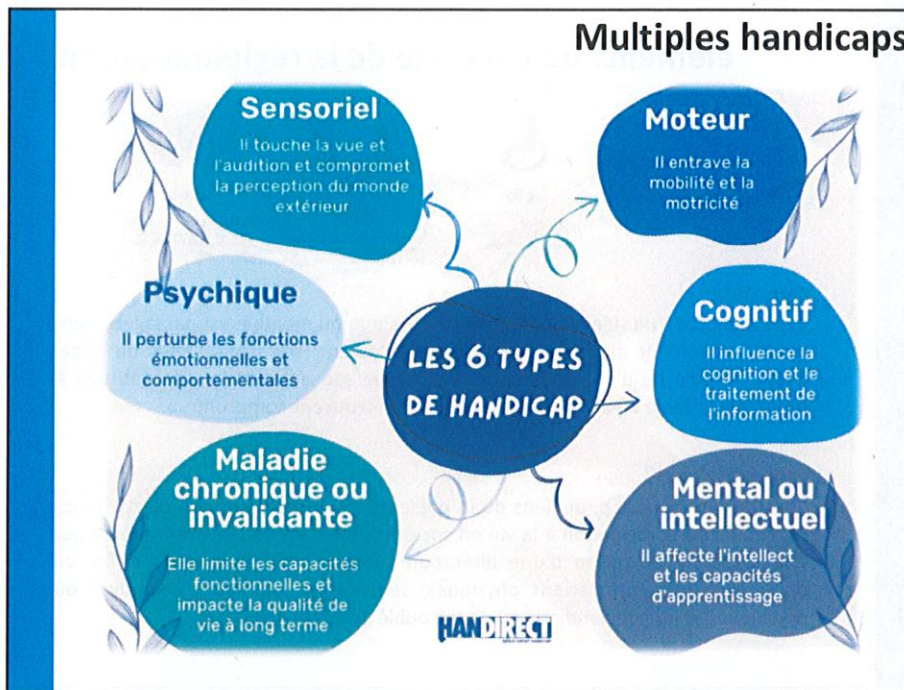 Multiples handicaps
Sensoriel
Il touche la vue et
l'audition et compromet
la perception du monde
extérieur
Moteur
Il entrave la
mobilité et la
motricité
Psychique
Il perturbe les fonctions
émotionnelles et
comportementales
LES 6 TYPES
DE HANDICAP
Cognitif
Il influence la
cognition et le
traitement de
l'information
Maladie
chronique ou
invalidante
Elle limite les capacités
fonctionnelles et
impacte la qualité de
vie à long terme
Mental ou
intellectuel
Il affecte l'intellect
et les capacités
d'apprentissage
HANDIRECT